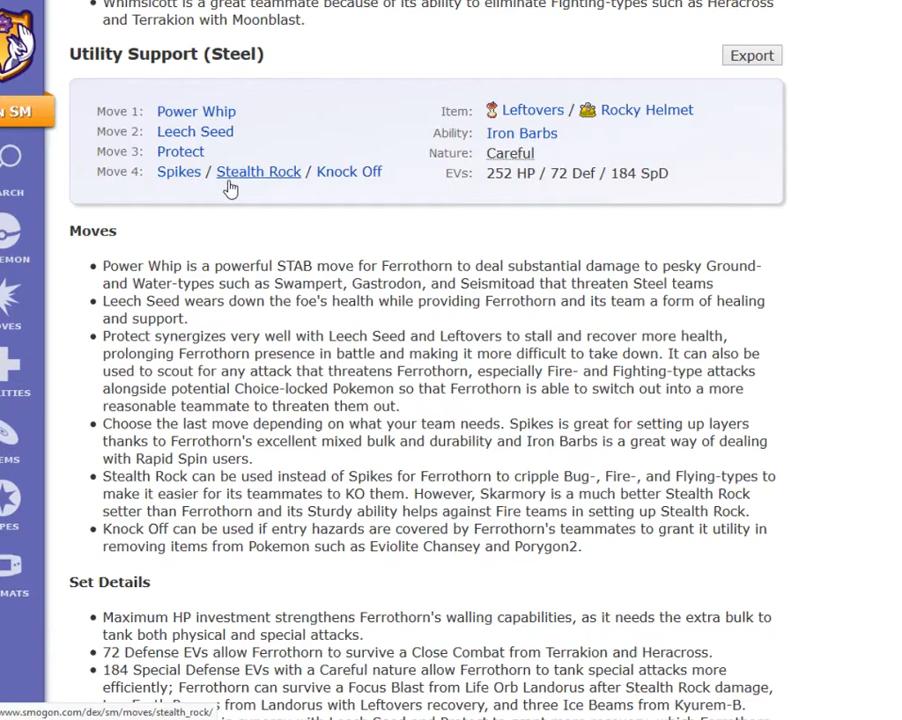 Whimsicott is a great teammate because of its ability to eliminate Fighting-types such as Heracross
and Terrakion with Moonblast.
Utility Support (Steel)
Export
Move 1: Power Whip
Move 2: Leech Seed
Move 3: Protect
Move 4: Spikes / Stealth Rock / Knock Off
Item: Leftovers / Rocky Helmet
Ability: Iron Barbs
Nature: Careful
EVs: 252 HP / 72 Def / 184 SpD
SM
ARCH
EMON
VES
ITIES
EMS
PES
MATS
Moves
Power Whip is a powerful STAB move for Ferrothorn to deal substantial damage to pesky Ground-
and Water-types such as Swampert, Gastrodon, and Seismitoad that threaten Steel teams
Leech Seed wears down the foe's health while providing Ferrothorn and its team a form of healing
and support.
Protect synergizes very well with Leech Seed and Leftovers to stall and recover more health,
prolonging Ferrothorn presence in battle and making it more difficult to take down. It can also be
used to scout for any attack that threatens Ferrothorn, especially Fire- and Fighting-type attacks
alongside potential Choice-locked Pokemon so that Ferrothorn is able to switch out into a more
reasonable teammate to threaten them out.
Choose the last move depending on what your team needs. Spikes is great for setting up layers
thanks to Ferrothorn's excellent mixed bulk and durability and Iron Barbs is a great way of dealing
with Rapid Spin users.
Stealth Rock can be used instead of Spikes for Ferrothorn to cripple Bug-, Fire-, and Flying-types to
make it easier for its teammates to KO them. However, Skarmory is a much better Stealth Rock
setter than Ferrothorn and its Sturdy ability helps against Fire teams in setting up Stealth Rock.
Knock Off can be used if entry hazards are covered by Ferrothorn's teammates to grant it utility in
removing items from Pokemon such as Eviolite Chansey and Porygon2.
Set Details
Maximum HP investment strengthens Ferrothorn's walling capabilities, as it needs the extra bulk to
tank both physical and special attacks.
72 Defense EVs allow Ferrothorn to survive a Close Combat from Terrakion and Heracross.
184 Special Defense EVs with a Careful nature allow Ferrothorn to tank special attacks more
efficiently; Ferrothorn can survive a Focus Blast from Life Orb Landorus after Stealth Rock damage,
from Landorus with Leftovers recovery, and three Ice Beams from Kyurem-B.
www.smogon.com/dex/sm/moves/stealth_rock/